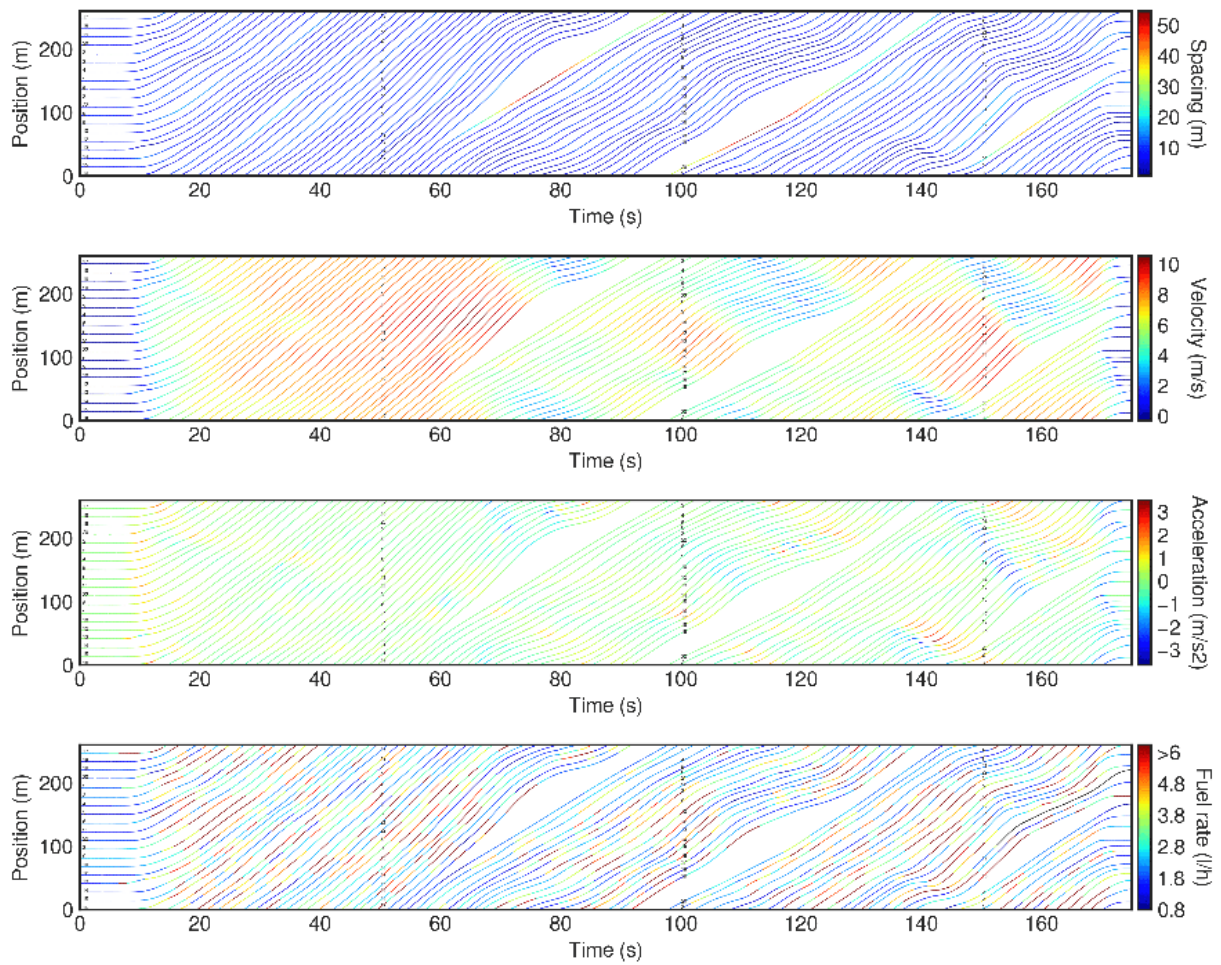 200
100
0
Position (m)
0 20 40 60 80 100 120 140 160
Time (s)
50
40
30
20
10
Spacing (m)
200
100
0
Position (m)
0 20 40 60 80 100 120 140 160
Time (s)
10
8
6
4
2
0
Velocity (m/s)
200
100
0
Position (m)
0 20 40 60 80 100 120 140 160
Time (s)
3
2
1
0
−1
−2
−3
Acceleration (m/s2)
200
100
0
Position (m)
0 20 40 60 80 100 120 140 160
Time (s)
>6
4.8
3.8
2.8
1.8
0.8
Fuel rate (l/h)